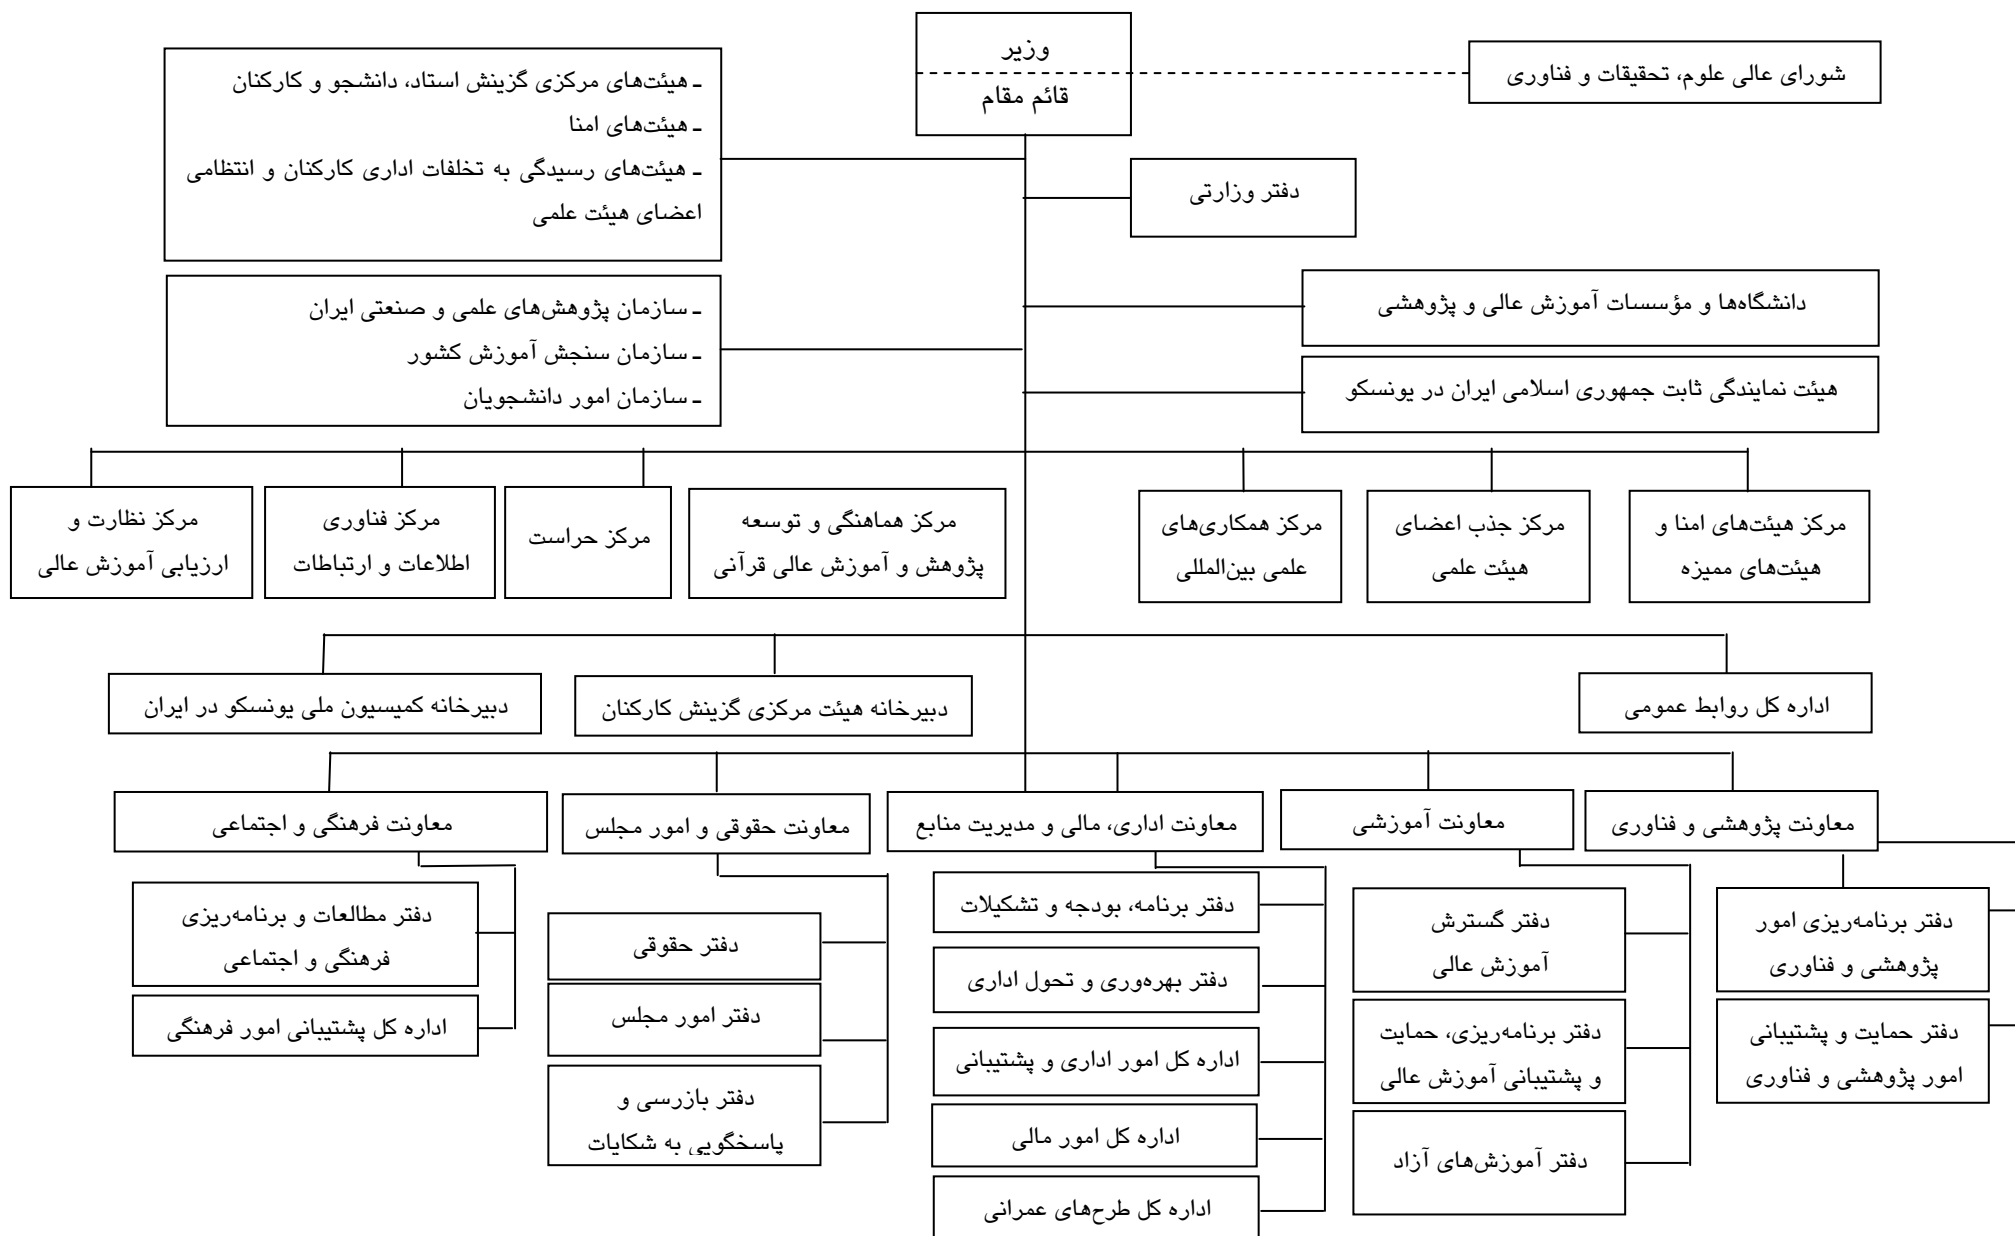 وزیر
قائم مقام
شورای عالی علوم، تحقیقات و فناوری
ـ هیئت‌های مرکزی گزینش استاد، دانشجو و کارکنان
ـ هیئت‌های امنا
ـ هیئت‌های رسیدگی به تخلفات اداری کارکنان و انتظامی
اعضای هیئت علمی
دفتر وزارتی
ـ سازمان پژوهش‌های علمی و صنعتی ایران
ـ سازمان سنجش آموزش کشور
ـ سازمان امور دانشجویان
دانشگاه‌ها و مؤسسات آموزش عالی و پژوهشی
هیئت نمایندگی ثابت جمهوری اسلامی ایران در یونسکو
مرکز هیئت‌های امنا و
هیئت‌های ممیزه
مرکز جذب اعضای
هیئت علمی
مرکز همکاری‌های
علمی بین‌المللی
مرکز هماهنگی و توسعه
پژوهش و آموزش عالی قرآنی
مرکز حراست
مرکز فناوری
اطلاعات و ارتباطات
مرکز نظارت و
ارزیابی آموزش عالی
اداره کل روابط عمومی
دبیرخانه هیئت مرکزی گزینش کارکنان
دبیرخانه کمیسیون ملی یونسکو در ایران
معاونت پژوهشی و فناوری
معاونت آموزشی
معاونت اداری، مالی و مدیریت منابع
معاونت حقوقی و امور مجلس
معاونت فرهنگی و اجتماعی
دفتر برنامه‌ریزی امور
پژوهشی و فناوری
دفتر حمایت و پشتیبانی
امور پژوهشی و فناوری
دفتر گسترش
آموزش عالی
دفتر برنامه‌ریزی، حمایت
و پشتیبانی آموزش عالی
دفتر آموزش‌های آزاد
دفتر برنامه، بودجه و تشکیلات
دفتر بهره‌وری و تحول اداری
اداره کل امور اداری و پشتیبانی
اداره کل امور مالی
اداره کل طرح‌های عمرانی
دفتر حقوقی
دفتر امور مجلس
دفتر بازرسی و
پاسخگویی به شکایات
دفتر مطالعات و برنامه‌ریزی
فرهنگی و اجتماعی
اداره کل پشتیبانی امور فرهنگی